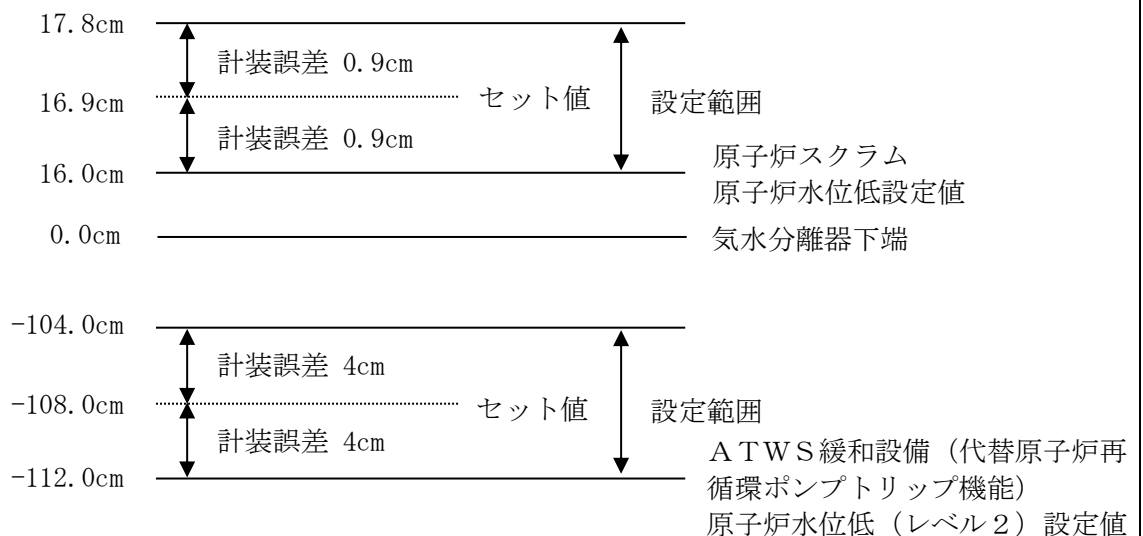 17.8cm
計装誤差 0.9cm
16.9cm
セット値
設定範囲
計装誤差 0.9cm
16.0cm
原子炉スクラム
原子炉水位低設定値
0.0cm
気水分離器下端
-104.0cm
計装誤差 4cm
-108.0cm
セット値
設定範囲
計装誤差 4cm
-112.0cm
ＡＴＷＳ緩和設備（代替原子炉再
循環ポンプトリップ機能）
原子炉水位低（レベル２）設定値